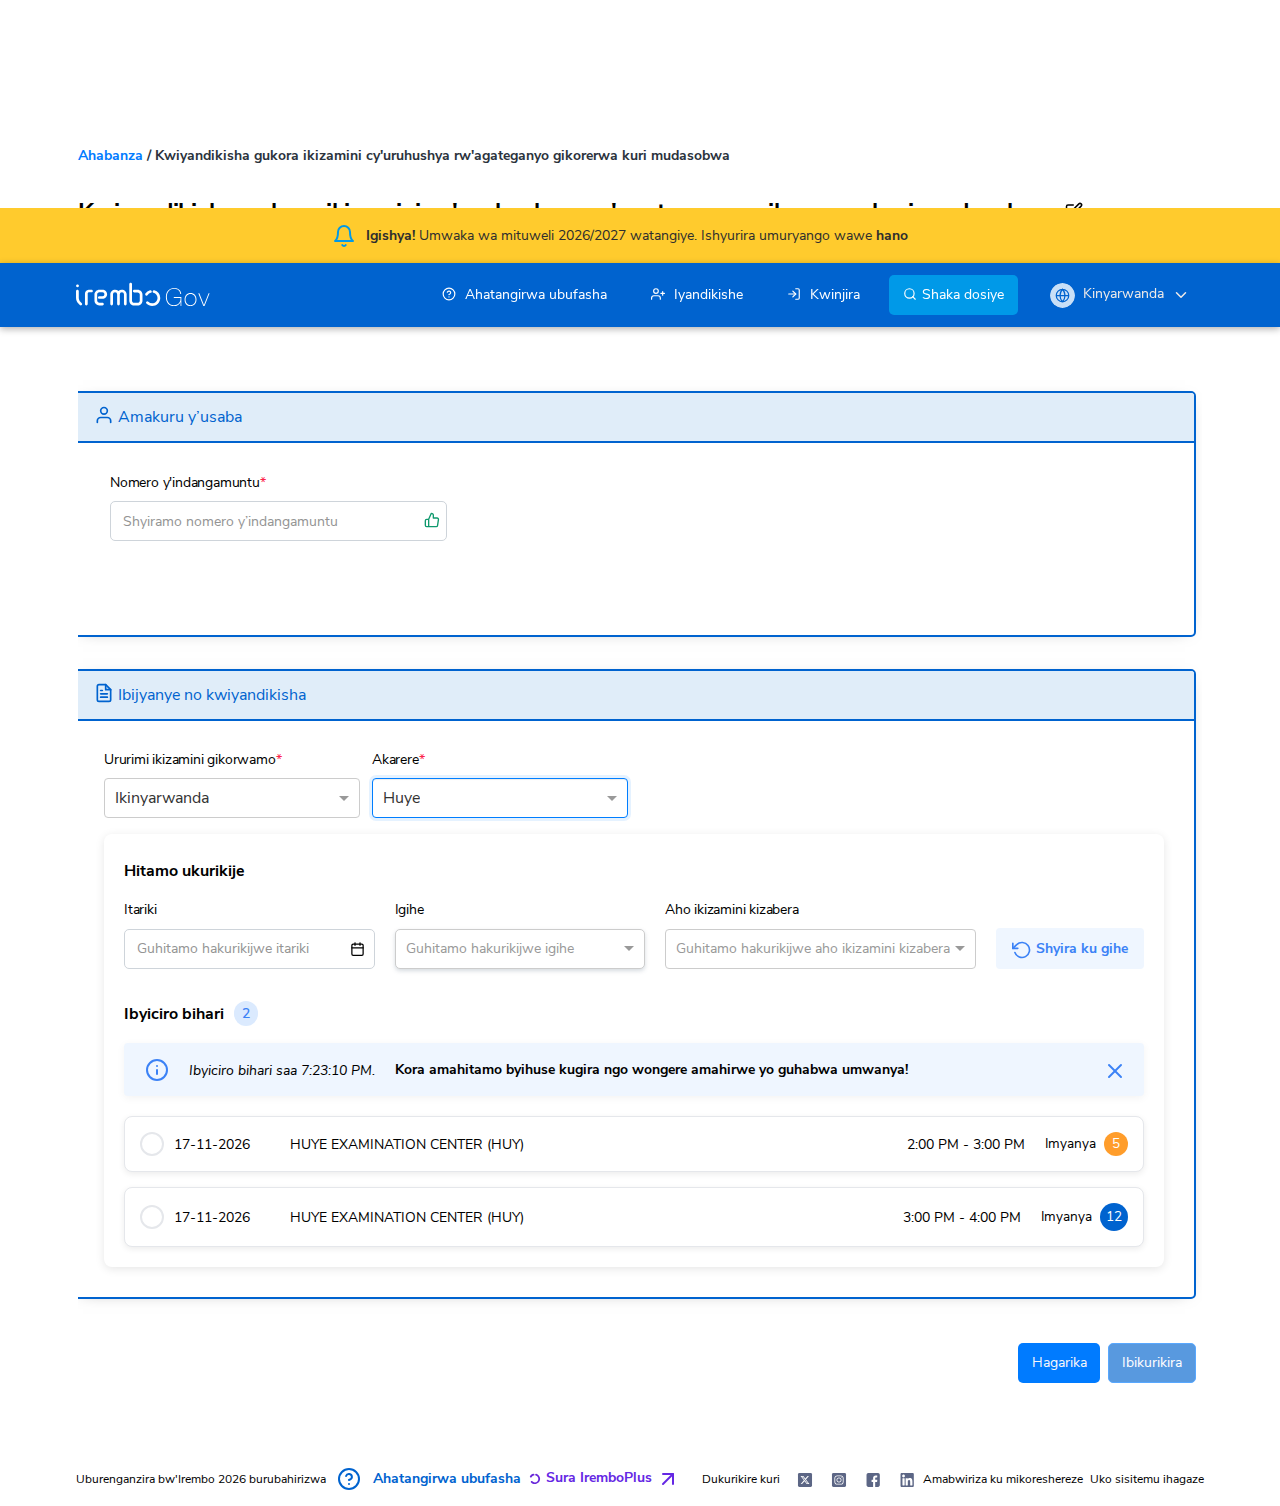 Ahabanza / Kwiyandikisha gukora ikizamini cy'uruhushya rw'agateganyo gikorerwa kuri mudasobwa
Igishya! Umwaka wa mituweli 2026/2027 watangiye. Ishyurira umuryango wawe hano
irembo Gov
Ahatangirwa ubufasha
Iyandikishe
Kwinjira
Shaka dosiye
Kinyarwanda
Amakuru y’usaba
Nomero y'indangamuntu*
Shyiramo nomero y’indangamuntu
Ibijyanye no kwiyandikisha
Ururimi ikizamini gikorwamo*
Akarere*
Ikinyarwanda
Huye
Hitamo ukurikije
Itariki
Igihe
Aho ikizamini kizabera
Guhitamo hakurikijwe itariki
Guhitamo hakurikijwe igihe
Guhitamo hakurikijwe aho ikizamini kizabera
Shyira ku gihe
Ibyiciro bihari 2
Ibyiciro bihari saa 7:23:10 PM. Kora amahitamo byihuse kugira ngo wongere amahirwe yo guhabwa umwanya!
17-11-2026 HUYE EXAMINATION CENTER (HUY) 2:00 PM - 3:00 PM Imyanya 5
17-11-2026 HUYE EXAMINATION CENTER (HUY) 3:00 PM - 4:00 PM Imyanya 12
Hagarika
Ibikurikira
Uburenganzira bw'Irembo 2026 burubahirizwa
Ahatangirwa ubufasha
Sura IremboPlus
Dukurikire kuri
Amabwiriza ku mikoreshereze
Uko sisitemu ihagaze